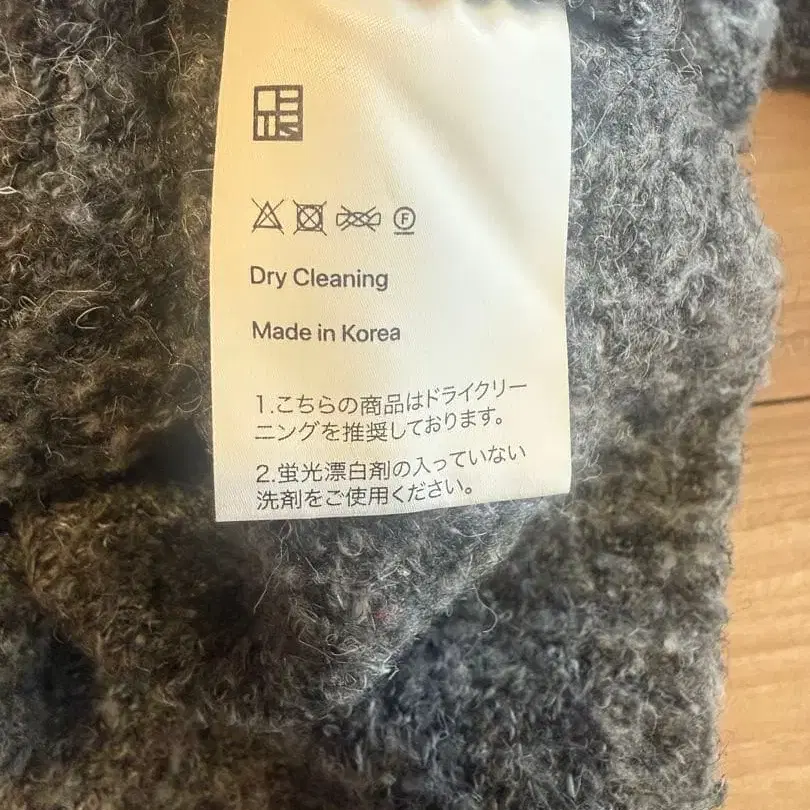 F
Dry Cleaning
Made in Korea
1.こちらの商品はドライクリー
ニングを推奨しております。
2.蛍光漂白剤の入っていない
洗剤をご使用ください。